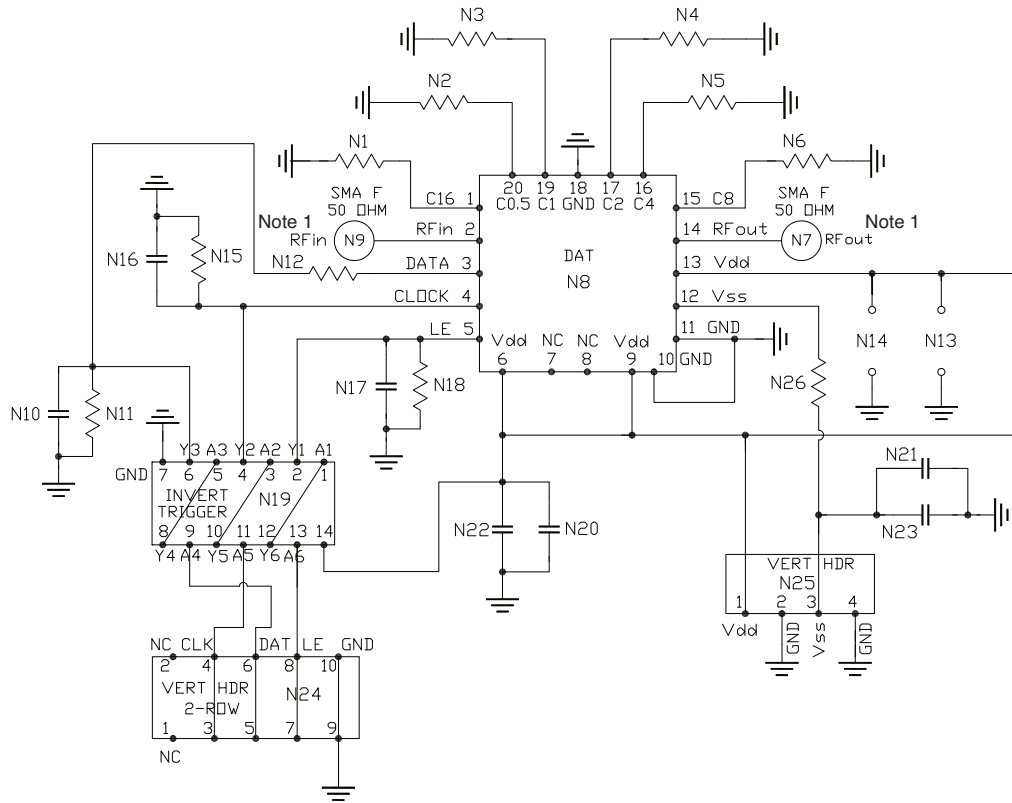 N3
N4
N2
N5
N1
N6
SMA F
50 OHM
Note 1
RFin
N9
SMA F
50 OHM
Note 1
N7
RFout
20 19 18 17 16
C0.5 C1 GND C2 C4
C16 1
RFin 2
DATA 3
CLOCK 4
LE 5
15 C8
14 RFout
13 Vdd
12 Vss
11 GND
10 GND
DAT
N8
Vdd NC NC Vdd
6 7 8 9
N12
N16
N15
N14
N13
N26
N17
N18
N10
N11
Y3 A3 Y2 A2 Y1 A1
GND 7 6 5 4 3 2 1
INVERT
TRIGGER
N19
8 9 10 11 12 13 14
Y4 A4 Y5 A5 Y6 A6
N21
N23
N22
N20
VERT HDR
N25
1 2 3 4
Vdd
GND
Vss
GND
NC CLK DAT LE GND
2 4 6 8 10
VERT HDR
2-ROW
N24
1 3 5 7 9
NC